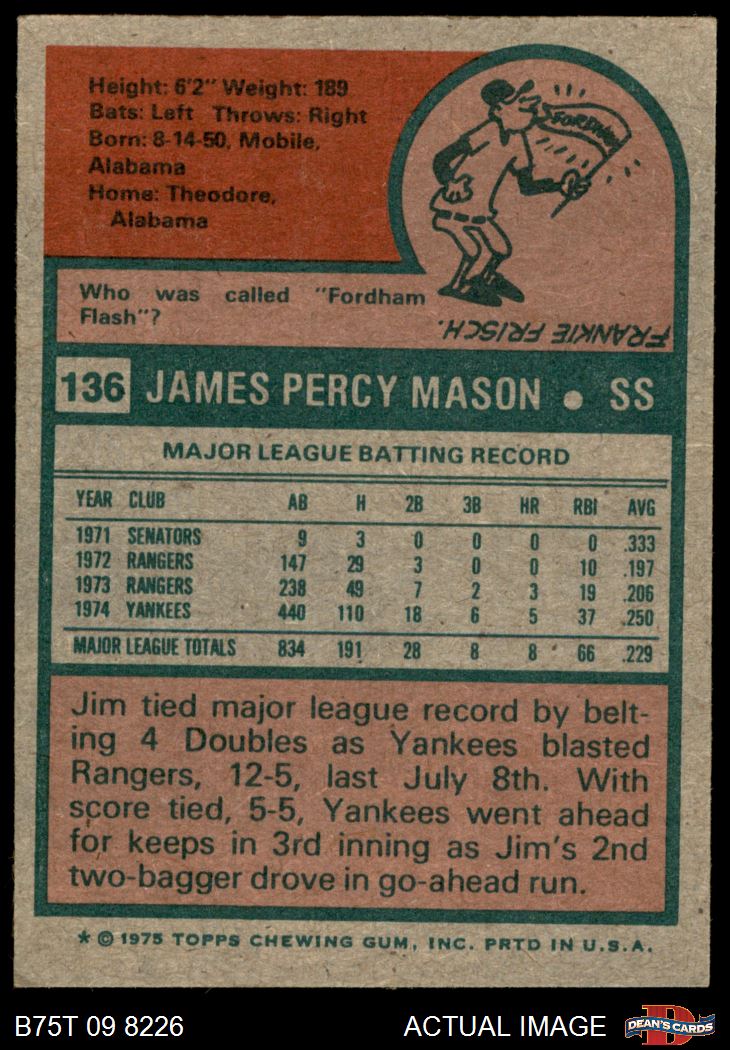 Height: 6'2" Weight: 189
Bats: Left Throws: Right
Born: 8-14-50, Mobile,
Alabama
Home: Theodore,
Alabama
FORDHAM
Who was called "Fordham
Flash"?
FRANKIE FRISCH.
136 JAMES PERCY MASON • SS
MAJOR LEAGUE BATTING RECORD
YEAR CLUB AB H 2B 3B HR RBI AVG
1971 SENATORS 9 3 0 0 0 0 .333
1972 RANGERS 147 29 3 0 0 10 .197
1973 RANGERS 238 49 7 2 3 19 .206
1974 YANKEES 440 110 18 6 5 37 .250
MAJOR LEAGUE TOTALS 834 191 28 8 8 66 .229
Jim tied major league record by belt-
ing 4 Doubles as Yankees blasted
Rangers, 12-5, last July 8th. With
score tied, 5-5, Yankees went ahead
for keeps in 3rd inning as Jim's 2nd
two-bagger drove in go-ahead run.
* © 1975 TOPPS CHEWING GUM, INC. PRTD IN U.S.A.
B75T 09 8226 ACTUAL IMAGE
D
DEAN'S CARDS